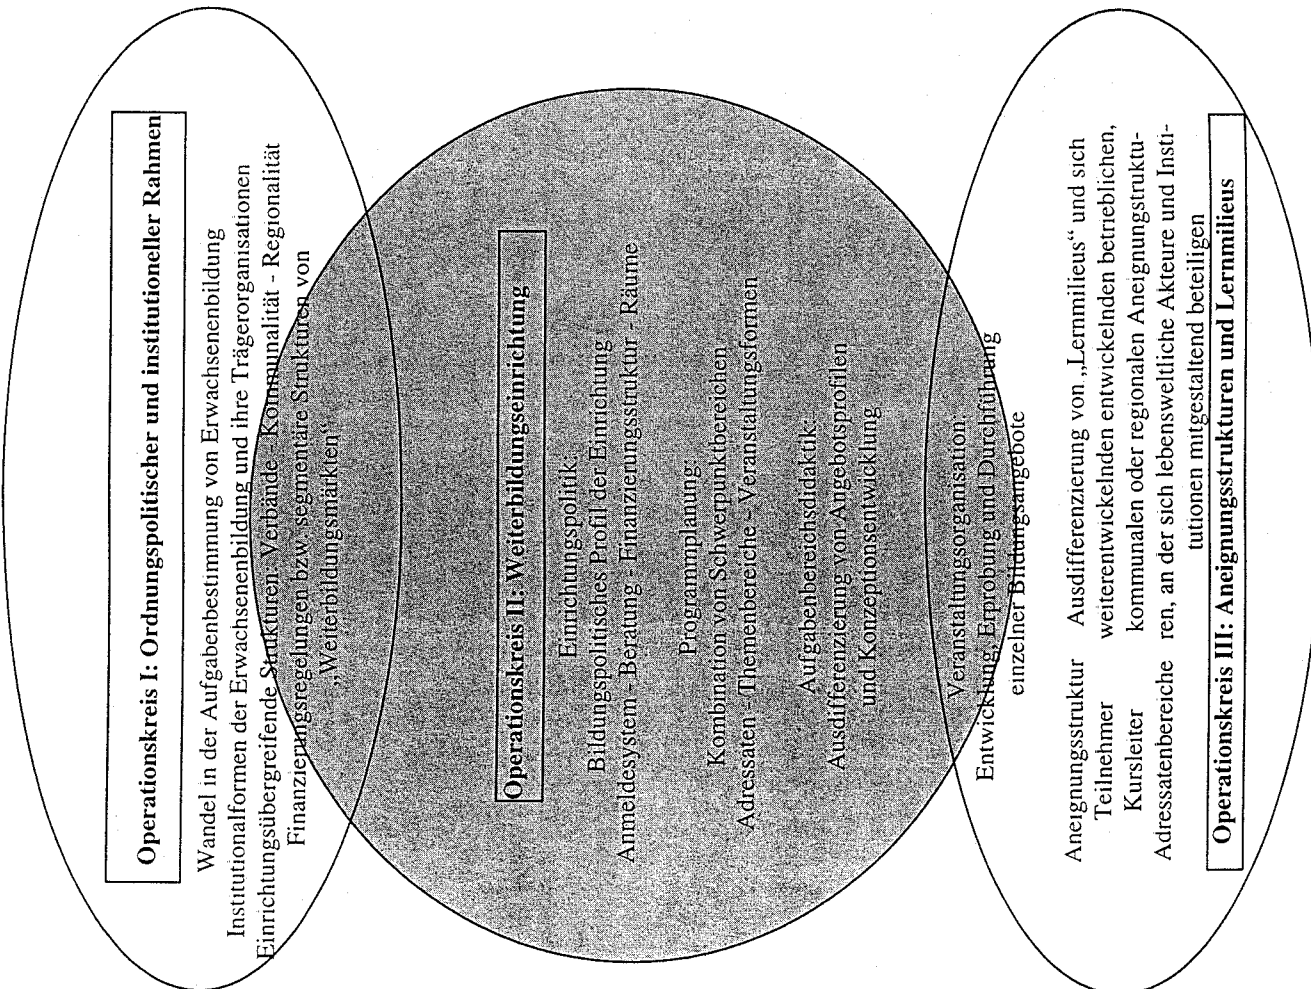 Operationskreis I: Ordnungspolitischer und institutioneller Rahmen
Wandel in der Aufgabenbestimmung von Erwachsenenbildung
Institutionalformen der Erwachsenenbildung und ihre Trägerorganisationen
Einrichtungsübergreifende Strukturen: Verbände - Kommunalität - Regionalität
Finanzierungsregelungen bzw. segmentäre Strukturen von
„Weiterbildungsmärkten“
Operationskreis II: Weiterbildungseinrichtung
Einrichtungspolitik:
Bildungspolitisches Profil der Einrichtung
Anmeldesystem - Beratung - Finanzierungsstruktur - Räume
Programmplanung:
Kombination von Schwerpunktbereichen
Adressaten - Themenbereiche - Veranstaltungsformen
Aufgabenbereichsdidaktik:
Ausdifferenzierung von Angebotsprofilen
und Konzeptionsentwicklung
Veranstaltungsorganisation:
Entwicklung, Erprobung und Durchführung
einzelner Bildungsangebote
Aneignungsstruktur Ausdifferenzierung von „Lernmilieus“ und sich
Teilnehmer weiterentwickelnden entwickelnden betrieblichen,
Kursleiter kommunalen oder regionalen Aneignungstruktu-
Adressatenbereiche ren, an der sich lebensweltliche Akteure und Insti-
tutionen mitgestaltend beteiligen
Operationskreis III: Aneignungsstrukturen und Lernmilieus